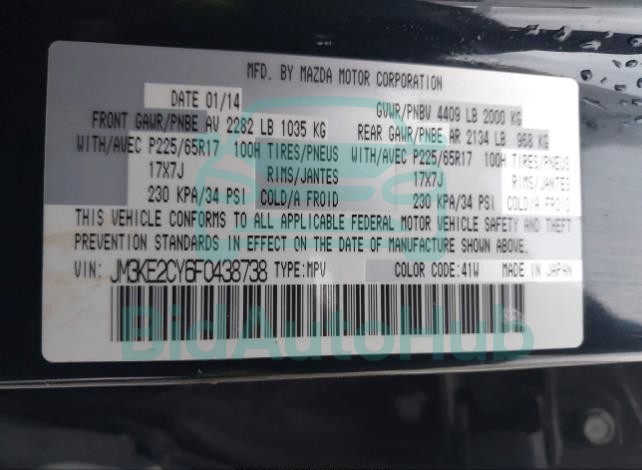 MFD. BY MAZDA MOTOR CORPORATION
DATE 01/14 GVWR/PNBV 4409 LB 2000 KG
FRONT GAWR/PNBE AV 2282 LB 1035 KG REAR GAWR/PNBE AR 2134 LB 968 KG
WITH/AVEC P225/65R17 100H TIRES/PNEUS WITH/AVEC P225/65R17 100H TIRES/PNEUS
17X7J RIMS/JANTES 17X7J RIMS/JANTES
230 KPA/34 PSI COLD/A FROID 230 KPA/34 PSI COLD/A FROID
THIS VEHICLE CONFORMS TO ALL APPLICABLE FEDERAL MOTOR VEHICLE SAFETY AND THEFT
PREVENTION STANDARDS IN EFFECT ON THE DATE OF MANUFACTURE SHOWN ABOVE.
VIN: JM3KE2CY6F0438738 TYPE:MPV COLOR CODE:41W MADE IN JAPAN
BidAutoHub